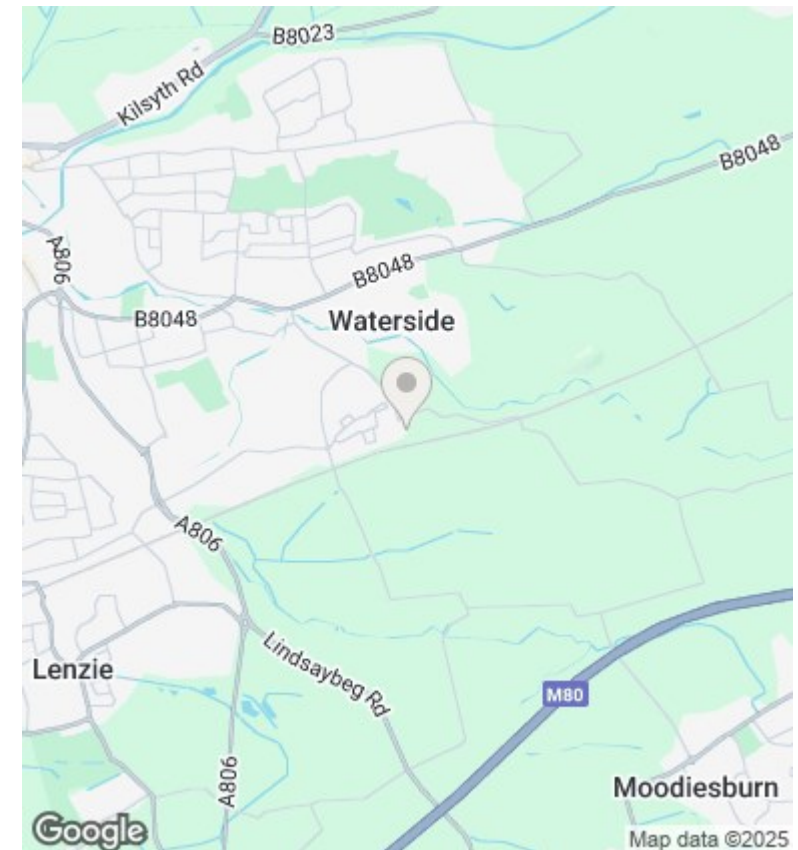 B8023
Kilsyth Rd
B8048
A806
B8048
B8048
Waterside
A806
Lindsaybeg Rd
Lenzie
M80
A806
Moodiesburn
Google
Map data ©2025